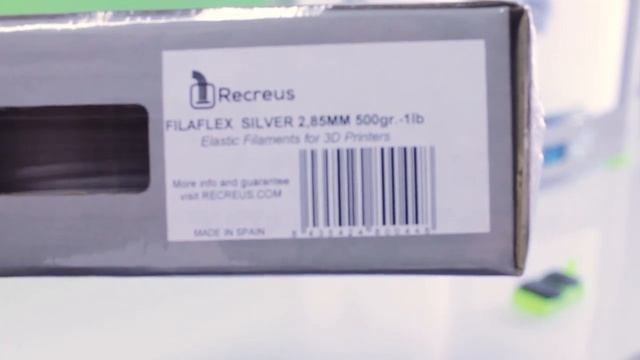 Recreus
FILAFLEX SILVER 2,85MM 500gr.-1lb
Elastic Filaments for 3D Printers
More info and guarantee
visit RECREUS.COM
MADE IN SPAIN